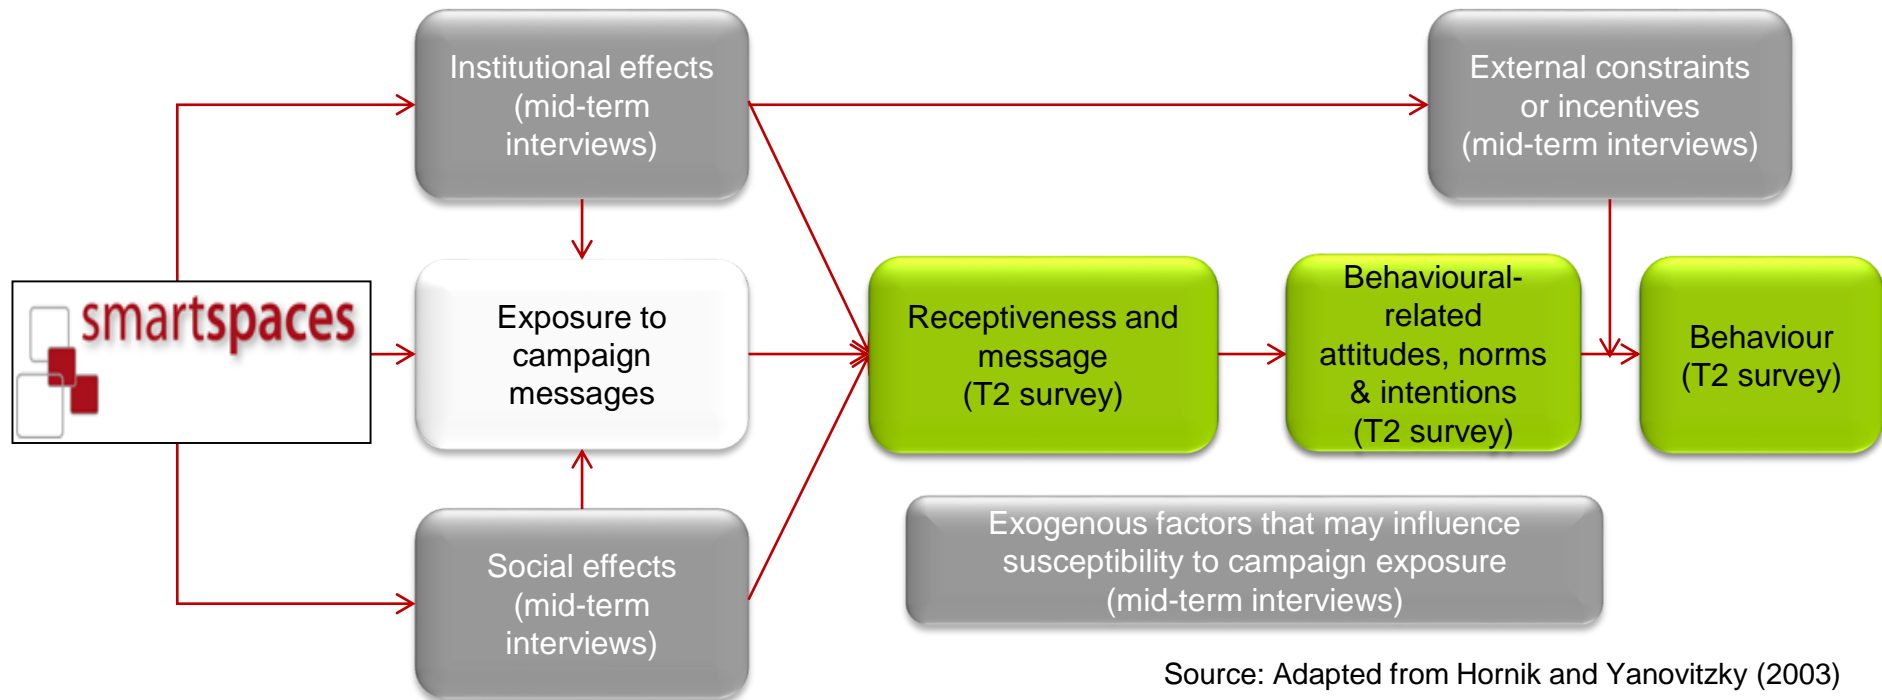 Institutional effects
(mid-term
interviews)
External constraints
or incentives
(mid-term interviews)
smartspaces
Exposure to
campaign
messages
Receptiveness and
message
(T2 survey)
Behavioural-
related
attitudes, norms
& intentions
(T2 survey)
Behaviour
(T2 survey)
Social effects
(mid-term
interviews)
Exogenous factors that may influence
susceptibility to campaign exposure
(mid-term interviews)
Source: Adapted from Hornik and Yanovitzky (2003)